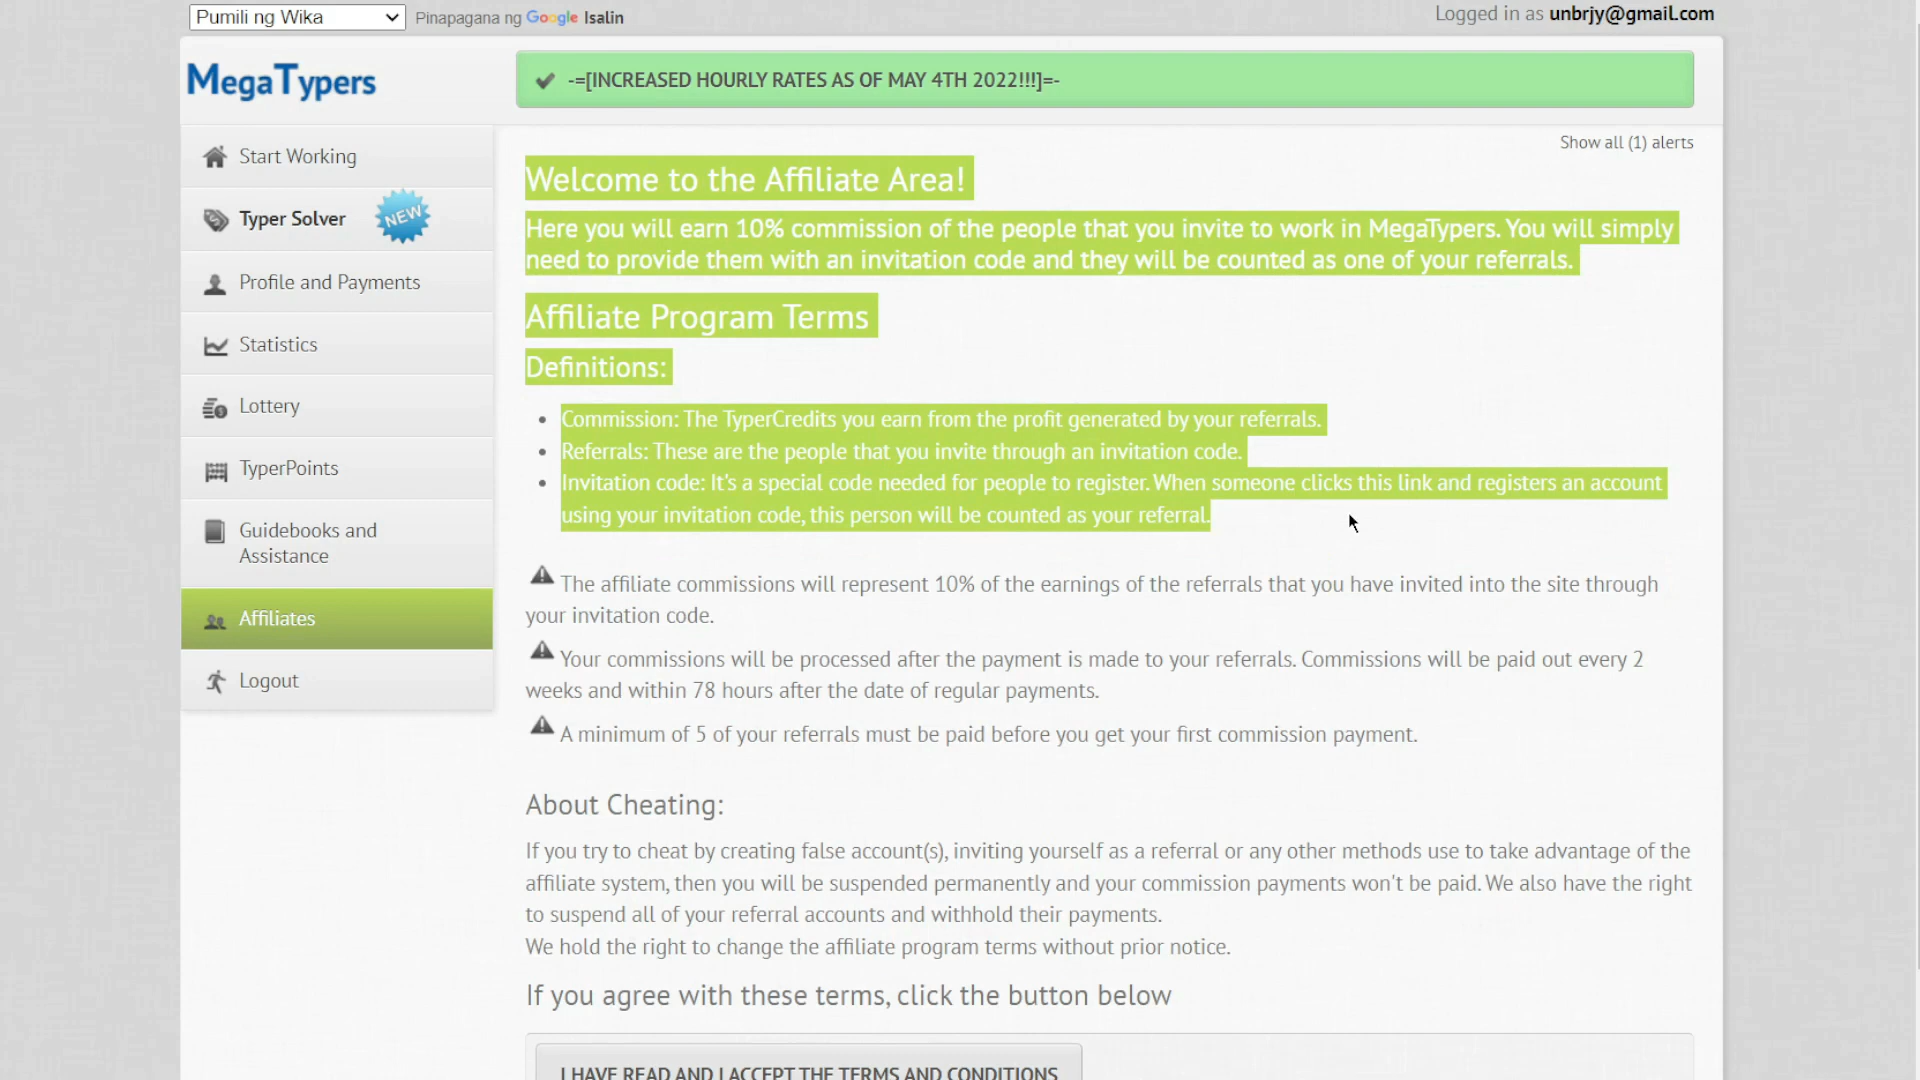 Pumili ng Wika
Pinapagana ng Google Isalin
Logged in as unbrjy@gmail.com
MegaTypers
-=[INCREASED HOURLY RATES AS OF MAY 4TH 2022!!!]=-
Show all (1) alerts
Start Working
Typer Solver
NEW
Profile and Payments
Statistics
Lottery
TyperPoints
Guidebooks and
Assistance
Affiliates
Logout
Welcome to the Affiliate Area!
Here you will earn 10% commission of the people that you invite to work in MegaTypers. You will simply
need to provide them with an invitation code and they will be counted as one of your referrals.
Affiliate Program Terms
Definitions:
Commission: The TyperCredits you earn from the profit generated by your referrals.
Referrals: These are the people that you invite through an invitation code.
Invitation code: It's a special code needed for people to register. When someone clicks this link and registers an account
using your invitation code, this person will be counted as your referral.
The affiliate commissions will represent 10% of the earnings of the referrals that you have invited into the site through
your invitation code.
Your commissions will be processed after the payment is made to your referrals. Commissions will be paid out every 2
weeks and within 78 hours after the date of regular payments.
A minimum of 5 of your referrals must be paid before you get your first commission payment.
About Cheating:
If you try to cheat by creating false account(s), inviting yourself as a referral or any other methods use to take advantage of the
affiliate system, then you will be suspended permanently and your commission payments won't be paid. We also have the right
to suspend all of your referral accounts and withhold their payments.
We hold the right to change the affiliate program terms without prior notice.
If you agree with these terms, click the button below
I HAVE READ AND I ACCEPT THE TERMS AND CONDITIONS